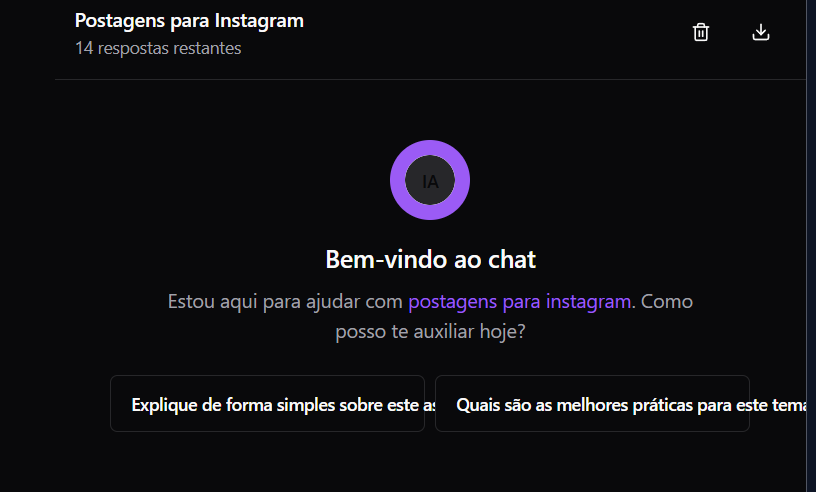 Postagens para Instagram
14 respostas restantes
IA
Bem-vindo ao chat
Estou aqui para ajudar com postagens para instagram. Como
posso te auxiliar hoje?
Explique de forma simples sobre este as
Quais são as melhores práticas para este tema